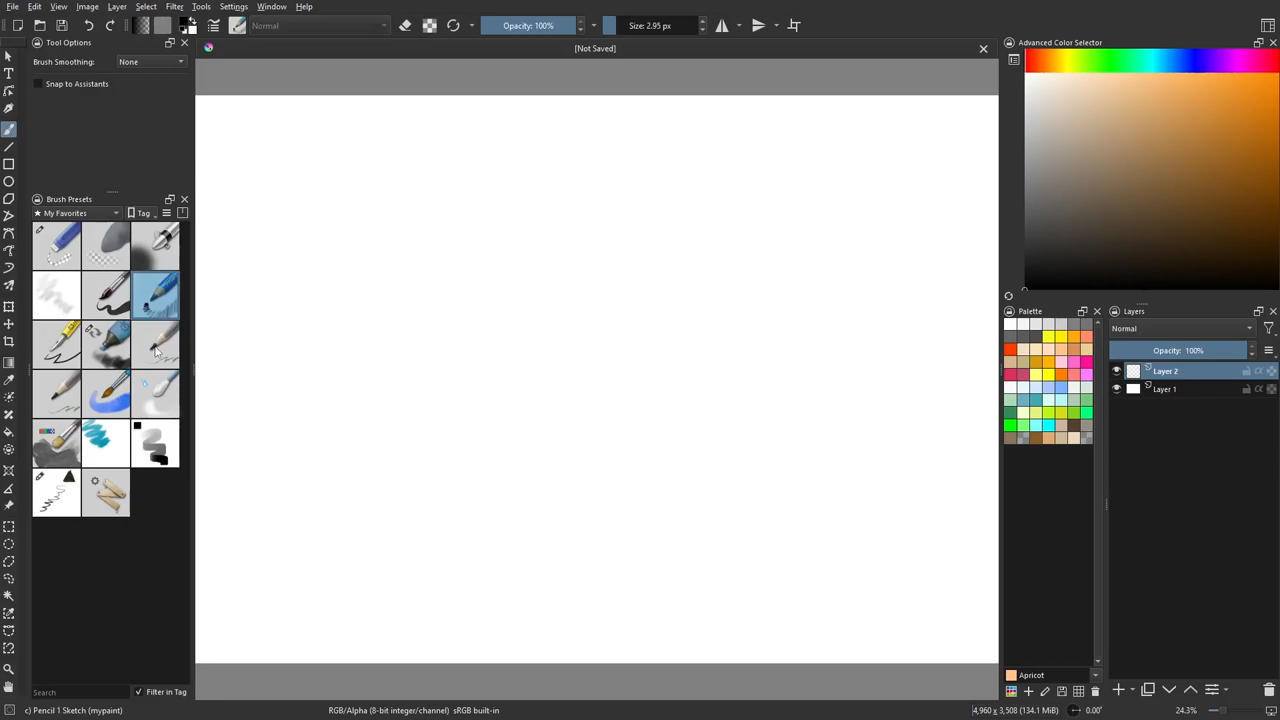 File Edit View Image Layer Select Filter Tools Settings Window Help
Normal Opacity: 100% Size: 2.95 px
Tool Options
[Not Saved]
Advanced Color Selector
Brush Smoothing: None
Snap to Assistants
Brush Presets
My Favorites Tag
Palette
Layers
Normal
Opacity: 100%
Layer 2
Layer 1
Apricot
Search Filter in Tag
c) Pencil 1 Sketch (mypaint) RGB/Alpha (8-bit integer/channel) sRGB built-in 4,960 x 3,508 (134.1 MiB) 0.00° 24.3%